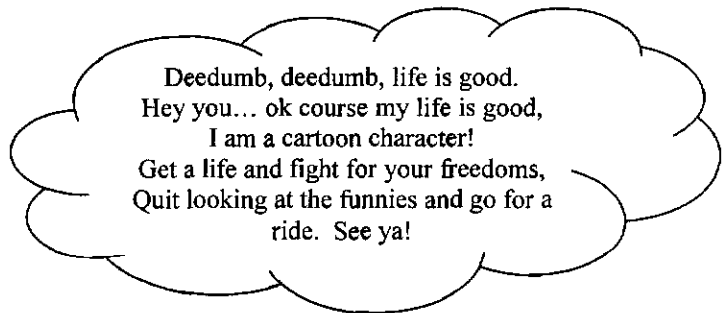 Deedumb, deedumb, life is good.
Hey you... ok course my life is good,
I am a cartoon character!
Get a life and fight for your freedoms,
Quit looking at the funnies and go for a
ride.  See ya!